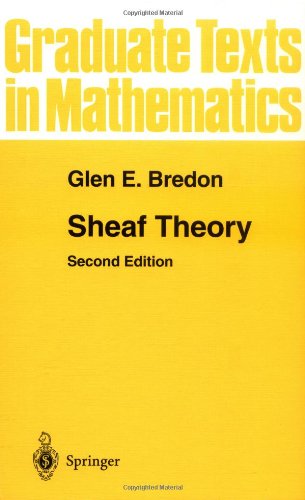 Graduate Texts
in Mathematics
Glen E. Bredon
Sheaf Theory
Second Edition
Springer